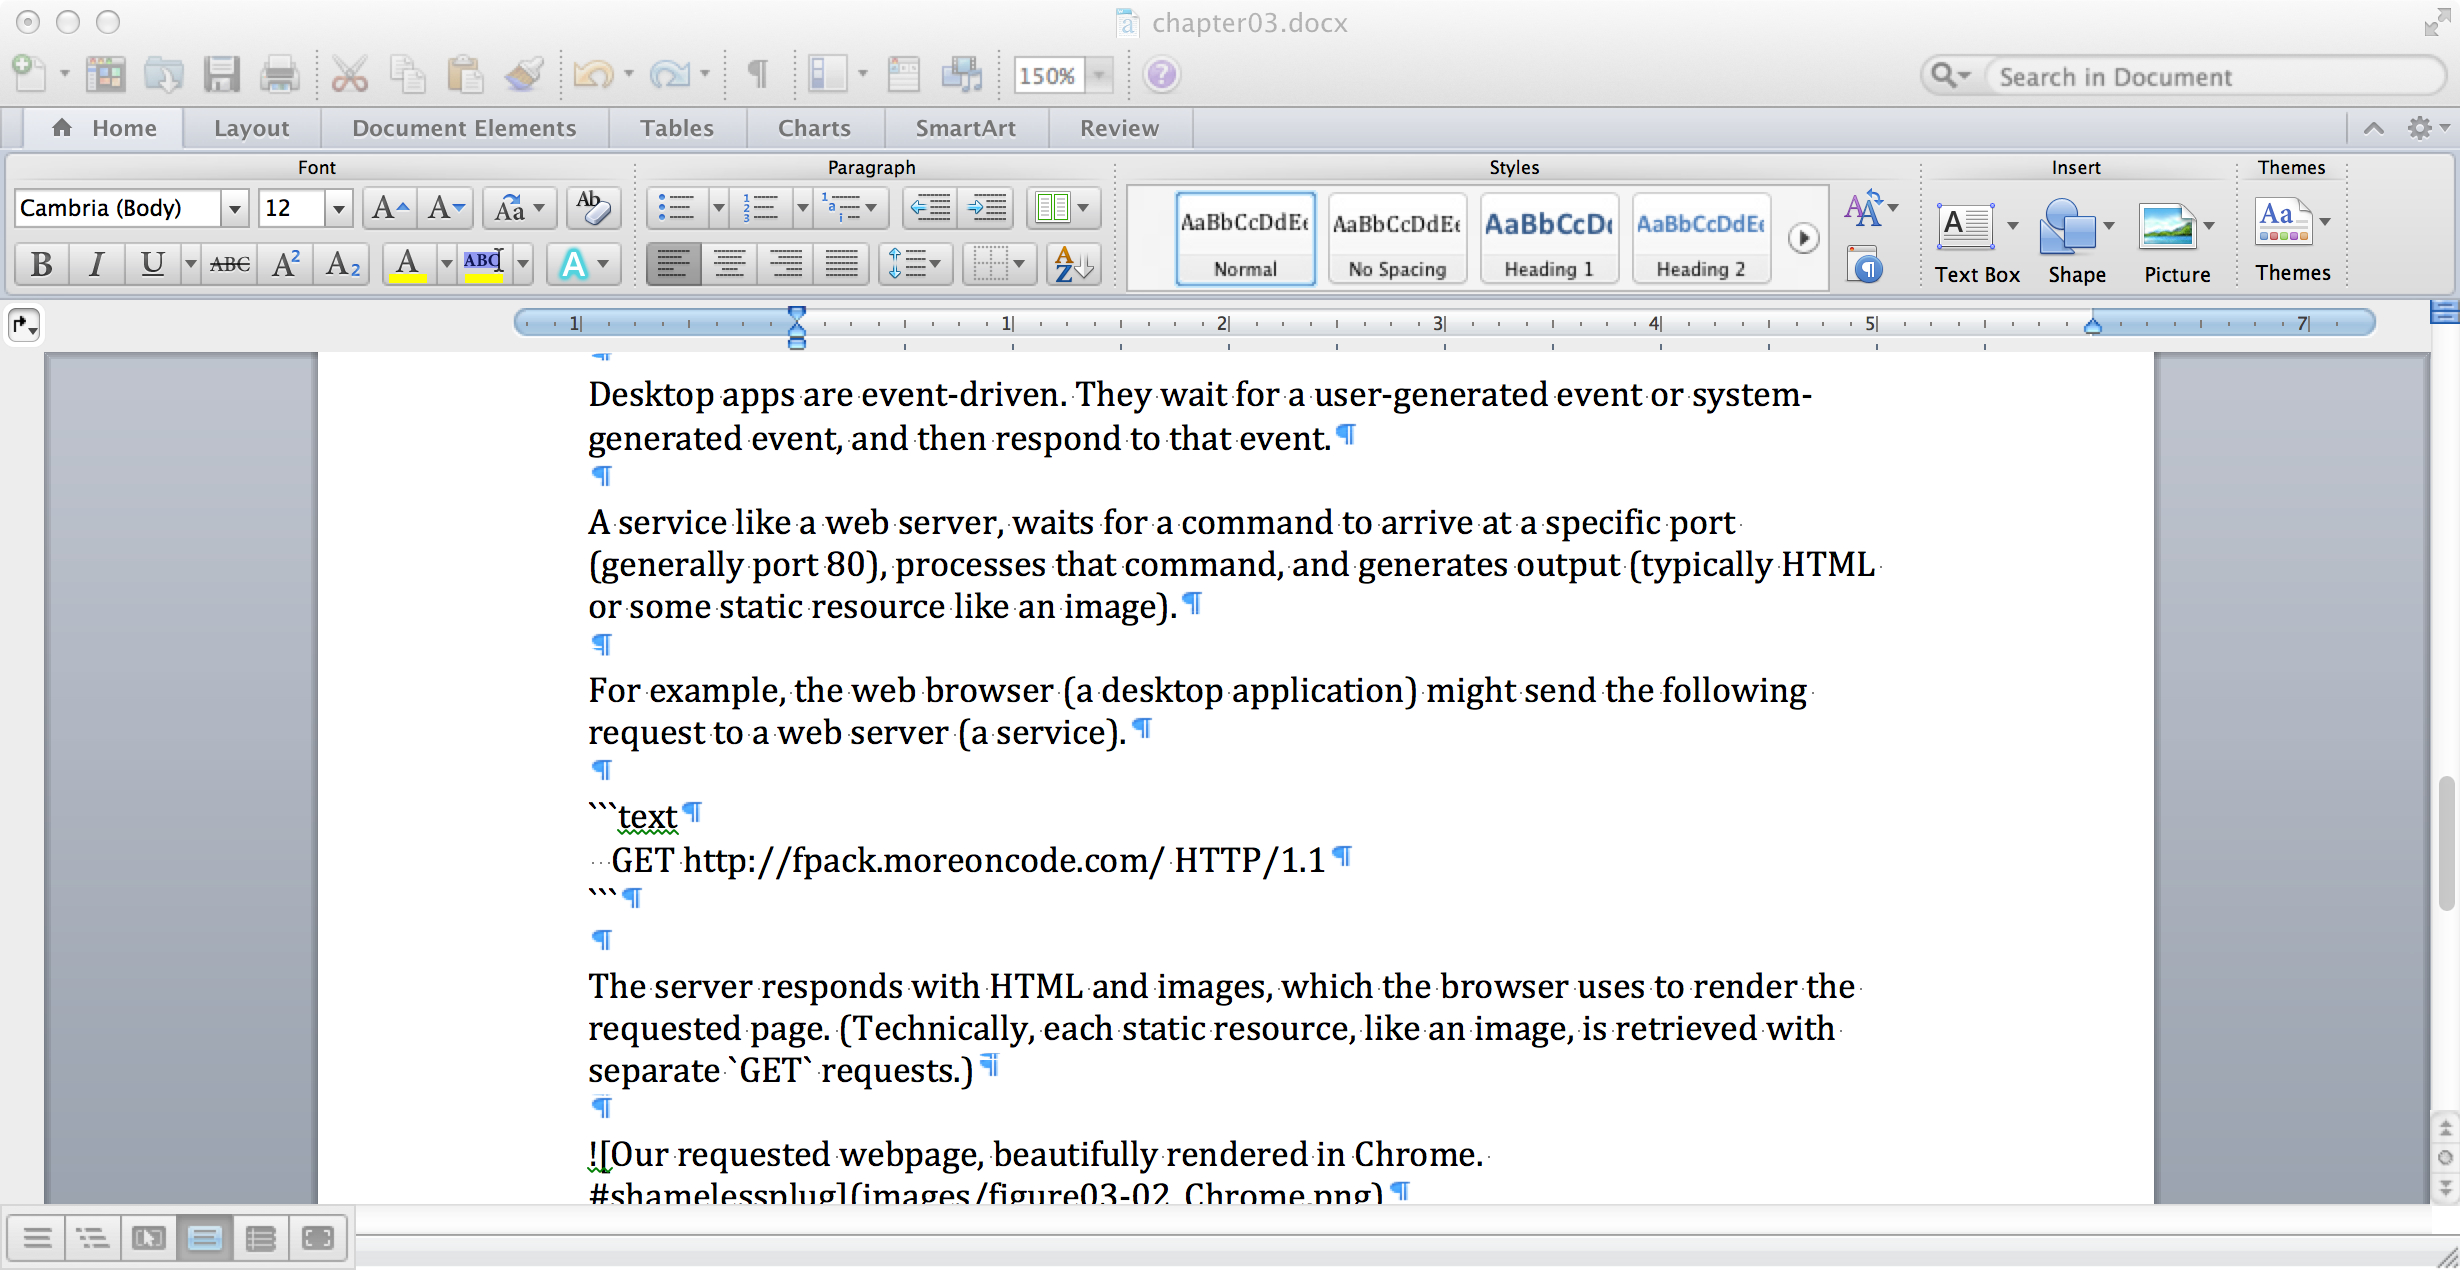 chapter03.docx
150%
Search in Document
Home Layout Document Elements Tables Charts SmartArt Review
Font Paragraph Styles Insert Themes
Cambria (Body) 12 A A Aa Ab
AaBbCcDdEe AaBbCcDdEe AaBbCcDd AaBbCcDdEe
Normal No Spacing Heading 1 Heading 2
B I U ABC A2 A2 A ABC A A Z
Text Box Shape Picture Themes
1 1 2 3 4 5 7
Desktop apps are event-driven. They wait for a user-generated event or system-
generated event, and then respond to that event.¶
¶
A service like a web server, waits for a command to arrive at a specific port
(generally port 80), processes that command, and generates output (typically HTML
or some static resource like an image).¶
¶
For example, the web browser (a desktop application) might send the following
request to a web server (a service).¶
¶
```text¶
GET http://fpack.moreoncode.com/ HTTP/1.1¶
```¶
¶
The server responds with HTML and images, which the browser uses to render the
requested page. (Technically, each static resource, like an image, is retrieved with
separate `GET` requests.)¶
¶
![Our requested webpage, beautifully rendered in Chrome.
#shamelessplug](images/figure03-02_Chrome.png)¶